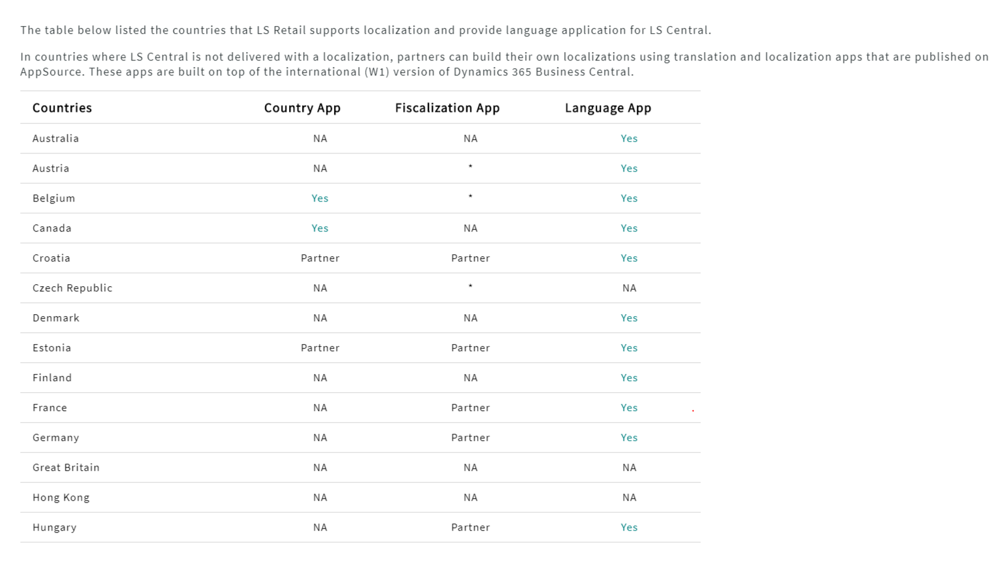 The table below listed the countries that LS Retail supports localization and provide language application for LS Central.
In countries where LS Central is not delivered with a localization, partners can build their own localizations using translation and localization apps that are published on
AppSource. These apps are built on top of the international (W1) version of Dynamics 365 Business Central.
Countries Country App Fiscalization App Language App
Australia NA NA Yes
Austria NA * Yes
Belgium Yes * Yes
Canada Yes NA Yes
Croatia Partner Partner Yes
Czech Republic NA * NA
Denmark NA NA Yes
Estonia Partner Partner Yes
Finland NA NA Yes
France NA Partner Yes
Germany NA Partner Yes
Great Britain NA NA NA
Hong Kong NA NA NA
Hungary NA Partner Yes